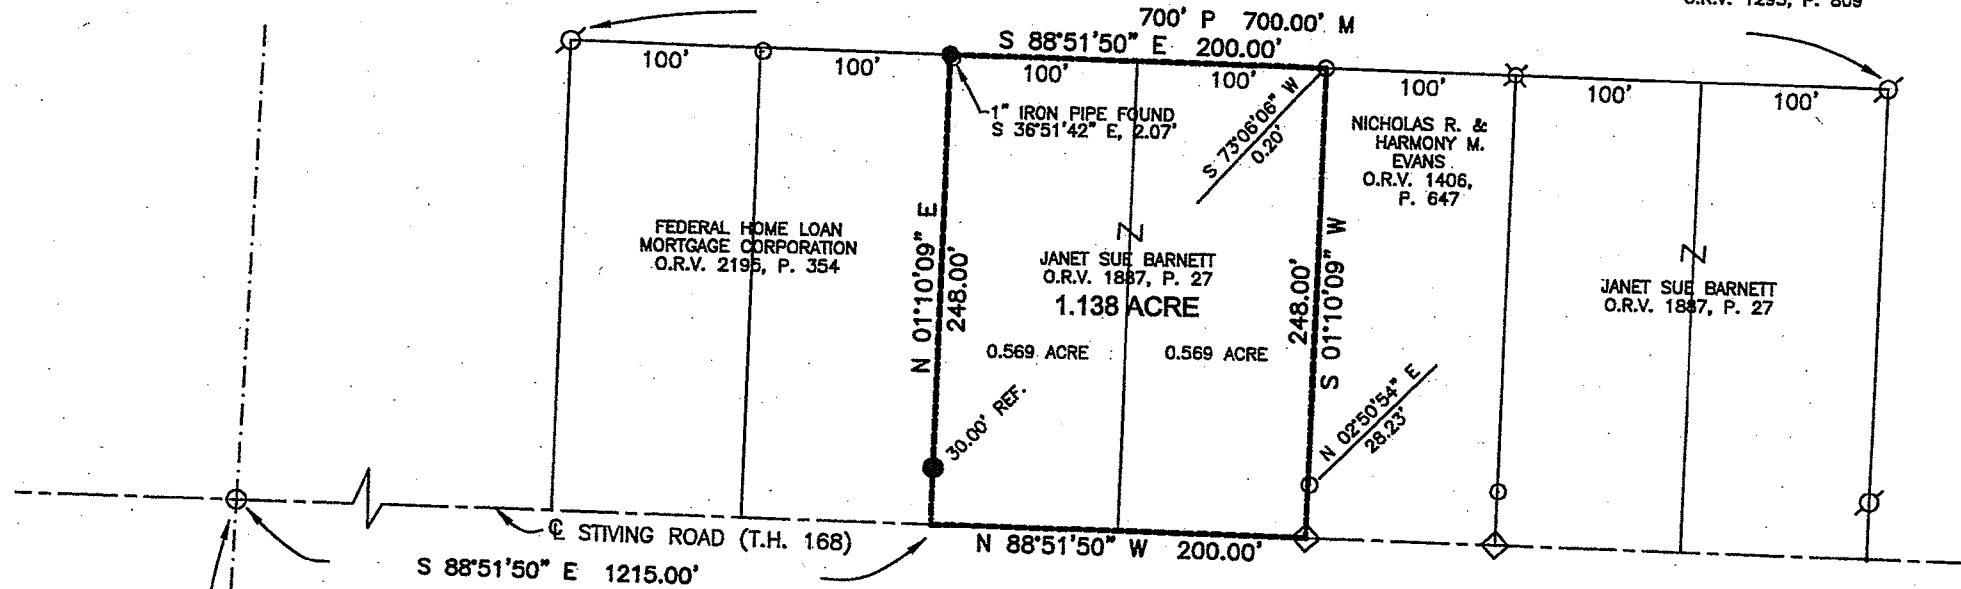 O.R.V. 1295, P. 809
700' P 700.00' M
S 88°51'50" E 200.00'
100'
100'
100'
100'
100'
100'
100'
1" IRON PIPE FOUND
S 36°51'42" E, 2.07'
S 73°06'06" W
0.20'
NICHOLAS R. &
HARMONY M.
EVANS
O.R.V. 1406,
P. 647
FEDERAL HOME LOAN
MORTGAGE CORPORATION
O.R.V. 2195, P. 354
N 01°10'09" E
248.00'
Z
JANET SUE BARNETT
O.R.V. 1887, P. 27
1.138 ACRE
0.569 ACRE
0.569 ACRE
248.00'
S 01°10'09" W
Z
JANET SUE BARNETT
O.R.V. 1887, P. 27
30.00' REF.
N 02°50'54" E
28.23'
℄ STIVING ROAD (T.H. 168)
N 88°51'50" W 200.00'
S 88°51'50" E 1215.00'